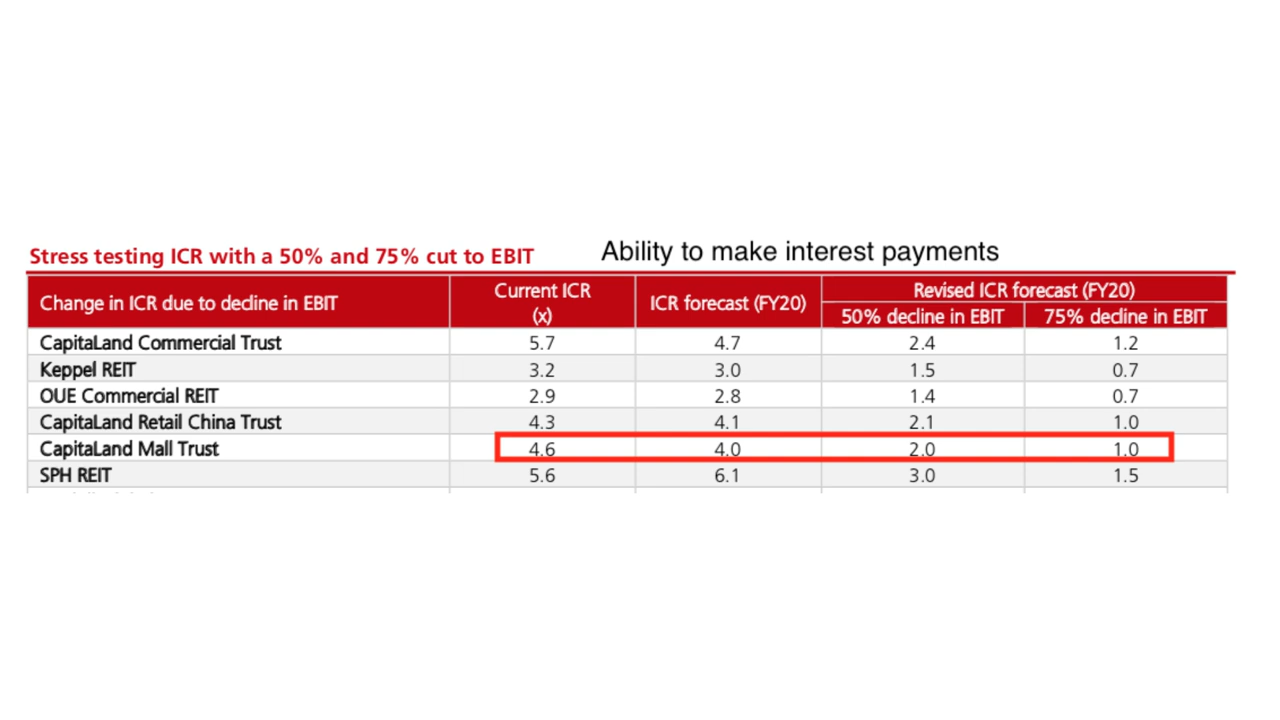 Stress testing ICR with a 50% and 75% cut to EBIT Ability to make interest payments
Change in ICR due to decline in EBIT Current ICR (x) ICR forecast (FY20) Revised ICR forecast (FY20)
50% decline in EBIT 75% decline in EBIT
CapitaLand Commercial Trust 5.7 4.7 2.4 1.2
Keppel REIT 3.2 3.0 1.5 0.7
OUE Commercial REIT 2.9 2.8 1.4 0.7
CapitaLand Retail China Trust 4.3 4.1 2.1 1.0
CapitaLand Mall Trust 4.6 4.0 2.0 1.0
SPH REIT 5.6 6.1 3.0 1.5